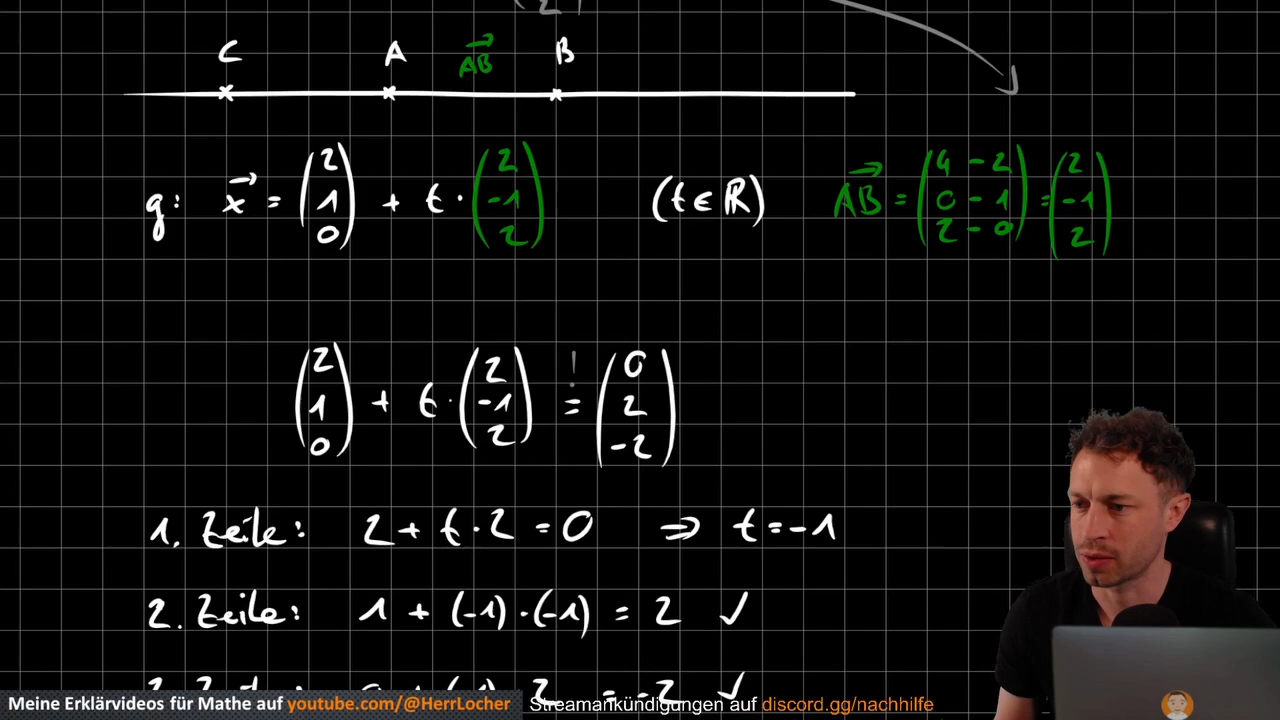 C A AB B
g: x = (2 1 0) + t · (2 -1 2) (t ∈ ℝ) AB = (4 - 2 0 - 1 2 - 0) = (2 -1 2)
(2 1 0) + t · (2 -1 2) != (0 2 -2)
1. Zeile: 2 + t · 2 = 0 ⇒ t = -1
2. Zeile: 1 + (-1) · (-1) = 2 ✓
= -2 ✓
Meine Erklärvideos für Mathe auf youtube.com/@HerrLocher Streamankündigungen auf discord.gg/nachhilfe